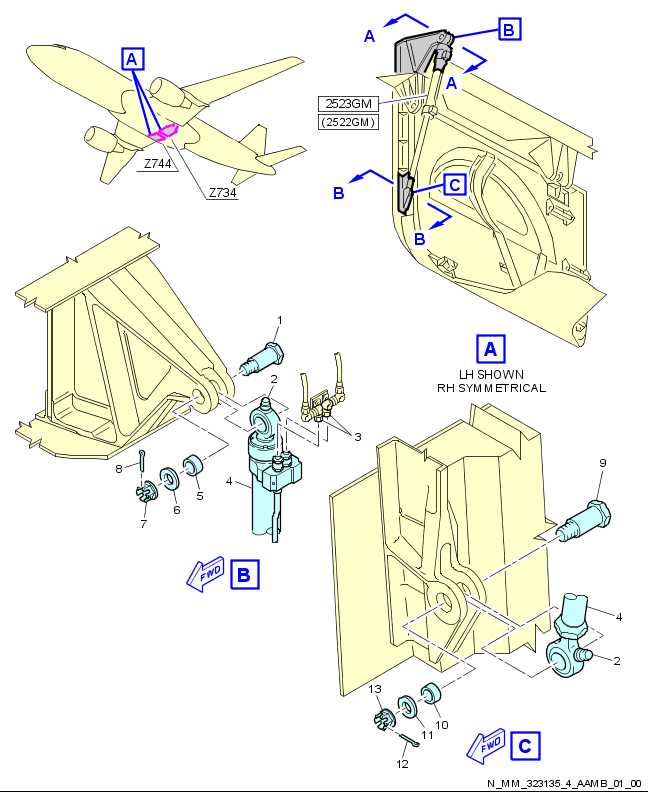 A
Z744
Z734
A
B
A
2523GM
(2522GM)
B
C
B
A
LH SHOWN
RH SYMMETRICAL
1
2
3
8
4
5
6
7
FWD
B
9
4
2
13
10
11
12
FWD
C
N_MM_323135_4_AAMB_01_00